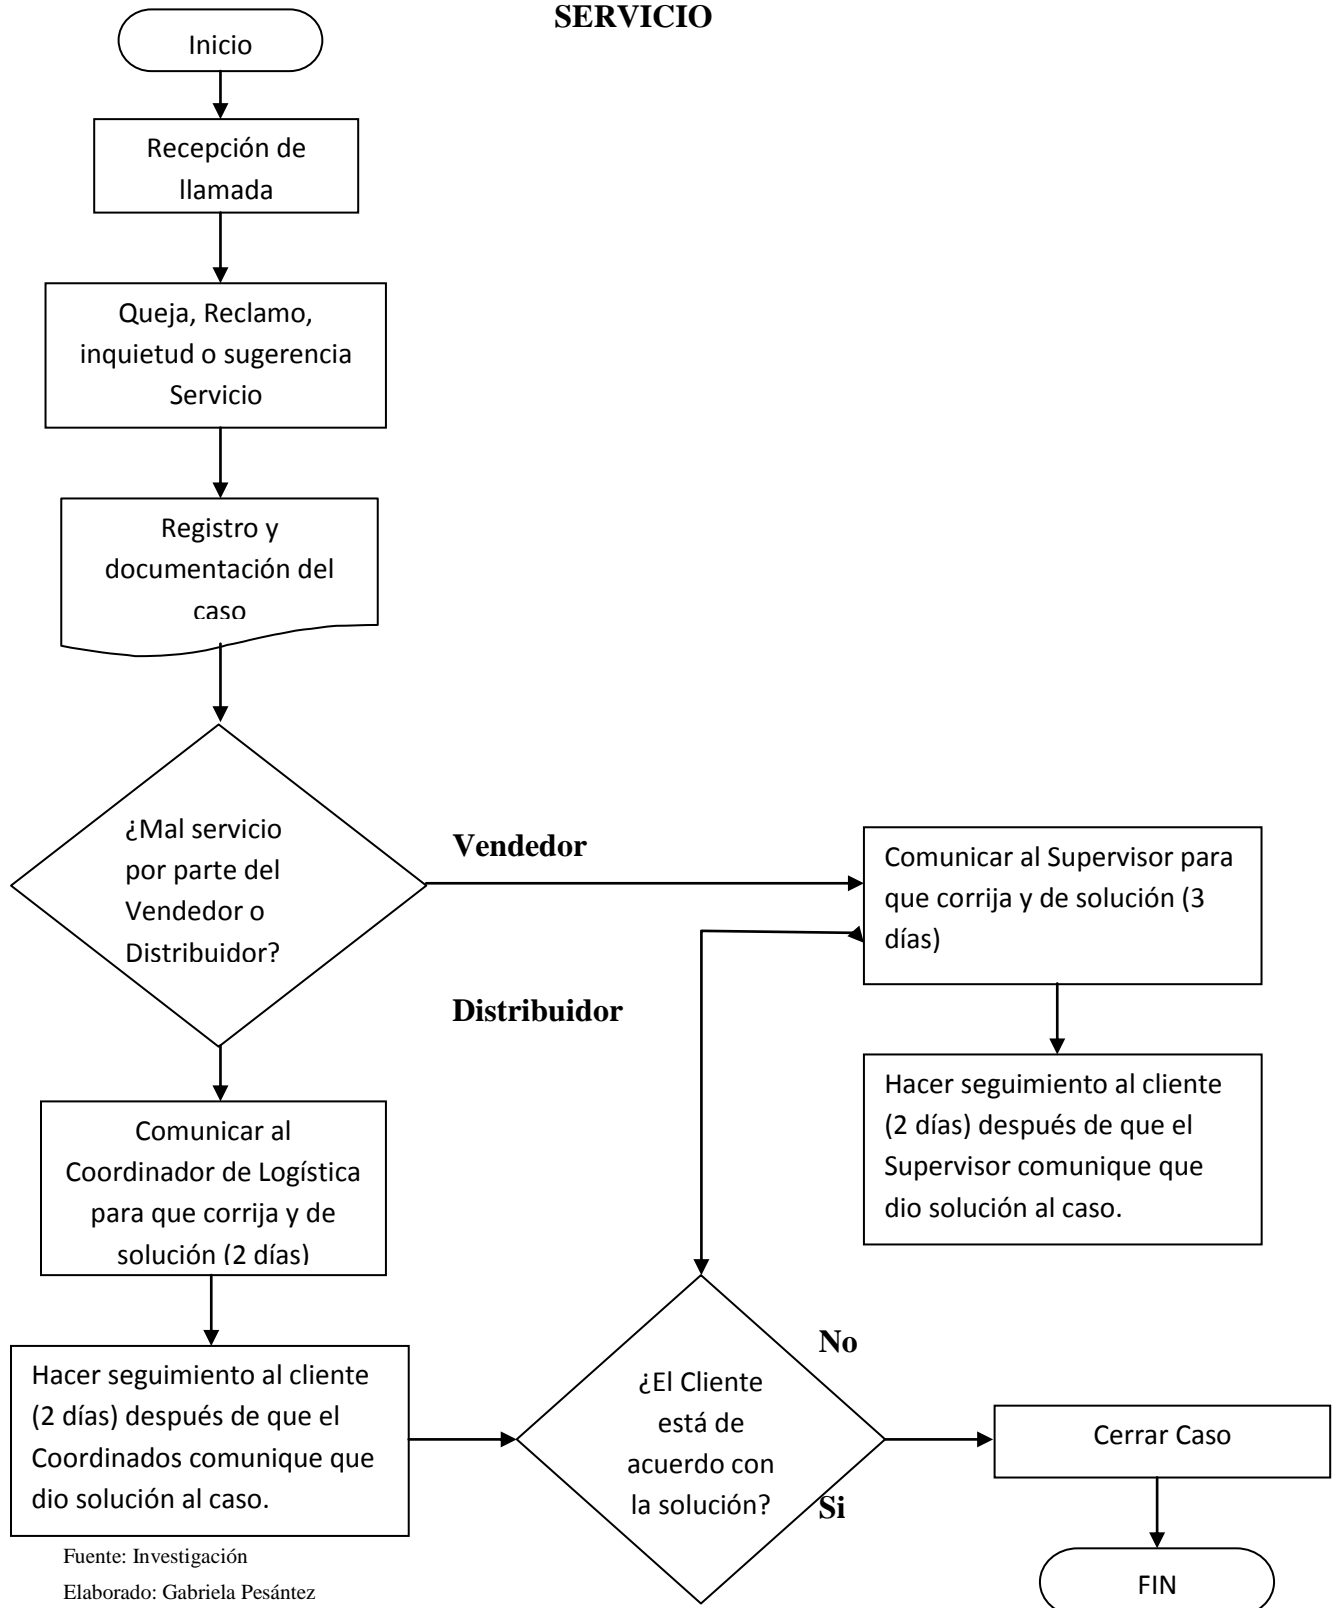 SERVICIO
Inicio
Recepción de
llamada
Queja, Reclamo,
inquietud o sugerencia
Servicio
Registro y
documentación del
caso
¿Mal servicio
por parte del
Vendedor o
Distribuidor?
Vendedor
Comunicar al Supervisor para
que corrija y de solución (3
días)
Distribuidor
Hacer seguimiento al cliente
(2 días) después de que el
Supervisor comunique que
dio solución al caso.
Comunicar al
Coordinador de Logística
para que corrija y de
solución (2 días)
Hacer seguimiento al cliente
(2 días) después de que el
Coordinados comunique que
dio solución al caso.
¿El Cliente
está de
acuerdo con
la solución?
No
Si
Cerrar Caso
FIN
Fuente: Investigación
Elaborado: Gabriela Pesántez